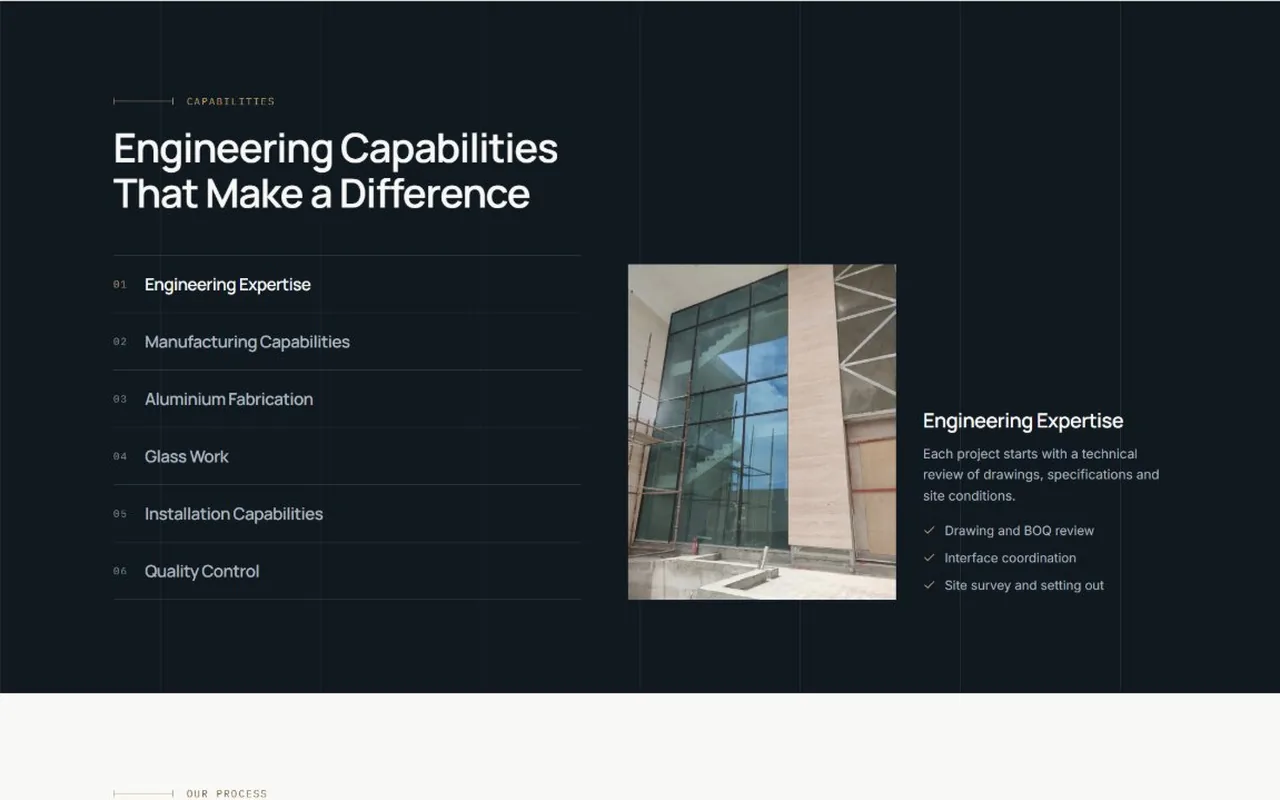 CAPABILITIES
Engineering Capabilities
That Make a Difference
01 Engineering Expertise
02 Manufacturing Capabilities
03 Aluminium Fabrication
04 Glass Work
05 Installation Capabilities
06 Quality Control
Engineering Expertise
Each project starts with a technical
review of drawings, specifications and
site conditions.
Drawing and BOQ review
Interface coordination
Site survey and setting out
OUR PROCESS